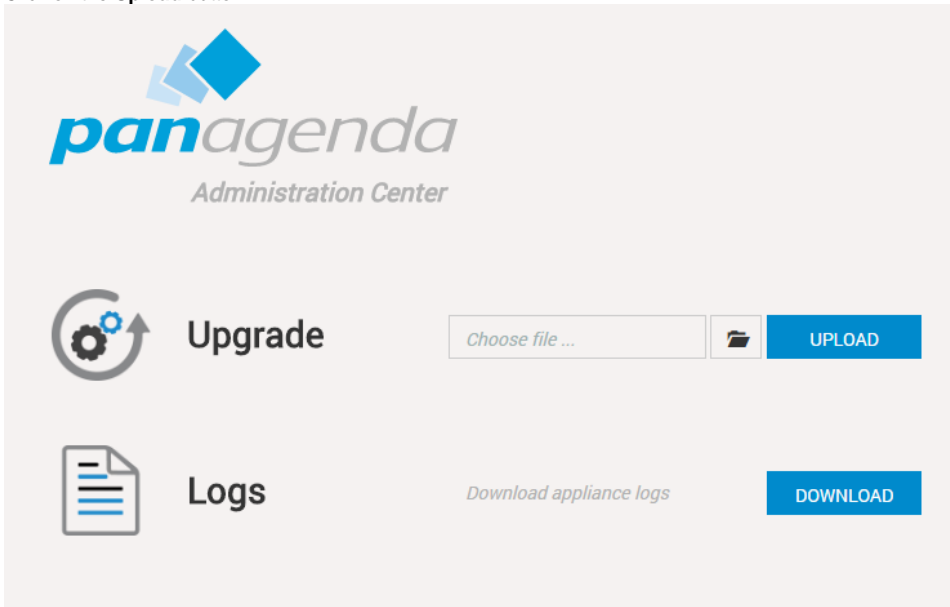 panagenda
Administration Center
Upgrade
Choose file ...
UPLOAD
Logs
Download appliance logs
DOWNLOAD